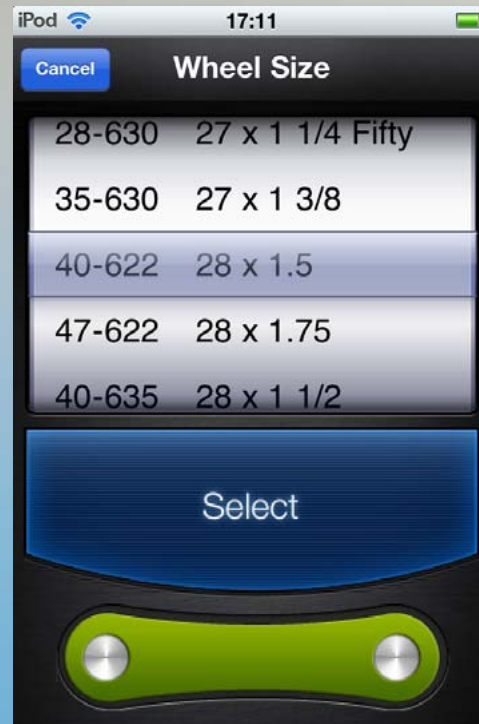 iPod 17:11
Cancel Wheel Size
28-630 27 x 1 1/4 Fifty
35-630 27 x 1 3/8
40-622 28 x 1.5
47-622 28 x 1.75
40-635 28 x 1 1/2
Select